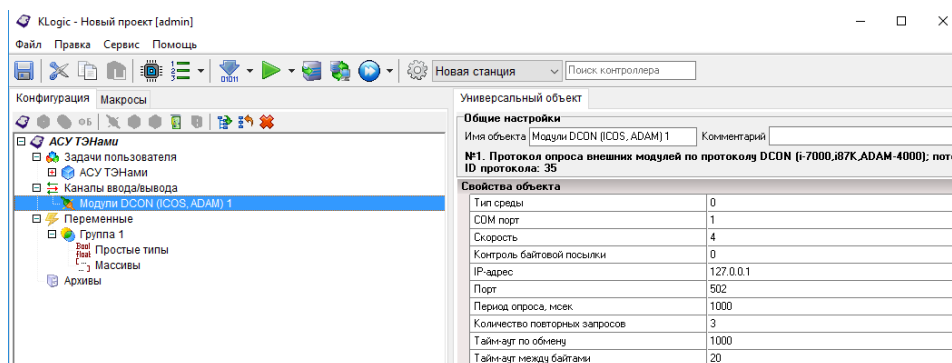 KLogic - Новый проект [admin]
Файл Правка Сервис Помощь
Новая станция Поиск контроллера
Конфигурация Макросы
АСУ ТЭНами
Задачи пользователя
АСУ ТЭНами
Каналы ввода/вывода
Модули DCON (ICOS, ADAM) 1
Переменные
Группа 1
Простые типы
Массивы
Архивы
Универсальный объект
Общие настройки
Имя объекта Модули DCON (ICOS, ADAM) 1 Комментарий
№1. Протокол опроса внешних модулей по протоколу DCON (i-7000,i87K,ADAM-4000); пот
ID протокола: 35
Свойства объекта
Тип среды 0
COM порт 1
Скорость 4
Контроль байтовой посылки 0
IP-адрес 127.0.0.1
Порт 502
Период опроса, мсек 1000
Количество повторных запросов 3
Тайм-аут по обмену 1000
Тайм-аут между байтами 20